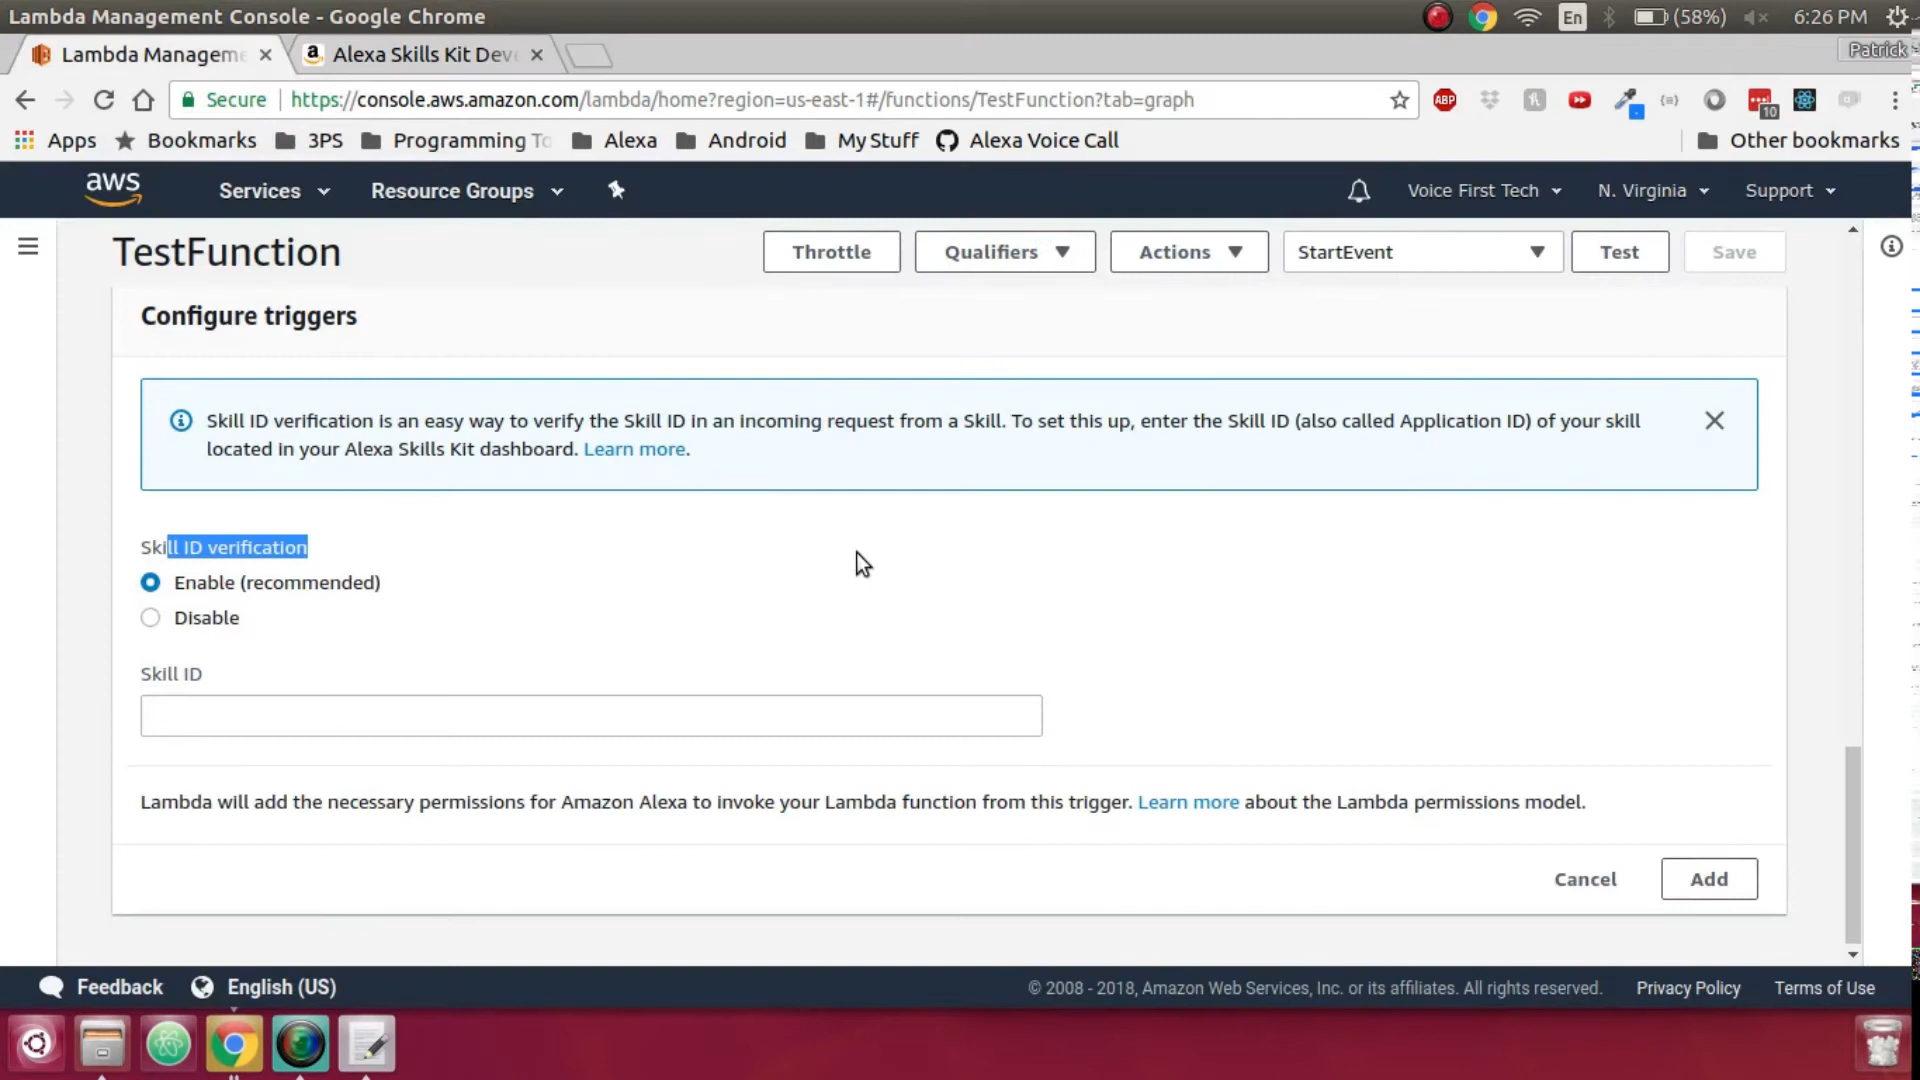 Lambda Management Console - Google Chrome
En
(58%)
6:26 PM
Lambda Manageme
a
Alexa Skills Kit Dev
Patrick
Secure
https://console.aws.amazon.com/lambda/home?region=us-east-1#/functions/TestFunction?tab=graph
ABP
10
Apps
Bookmarks
3PS
Programming To
Alexa
Android
My Stuff
Alexa Voice Call
Other bookmarks
aws
Services
Resource Groups
Voice First Tech
N. Virginia
Support
TestFunction
Throttle
Qualifiers
Actions
StartEvent
Test
Save
Configure triggers
Skill ID verification is an easy way to verify the Skill ID in an incoming request from a Skill. To set this up, enter the Skill ID (also called Application ID) of your skill
located in your Alexa Skills Kit dashboard. Learn more.
Skill ID verification
Enable (recommended)
Disable
Skill ID
Lambda will add the necessary permissions for Amazon Alexa to invoke your Lambda function from this trigger. Learn more about the Lambda permissions model.
Cancel
Add
Feedback
English (US)
© 2008 - 2018, Amazon Web Services, Inc. or its affiliates. All rights reserved.
Privacy Policy
Terms of Use